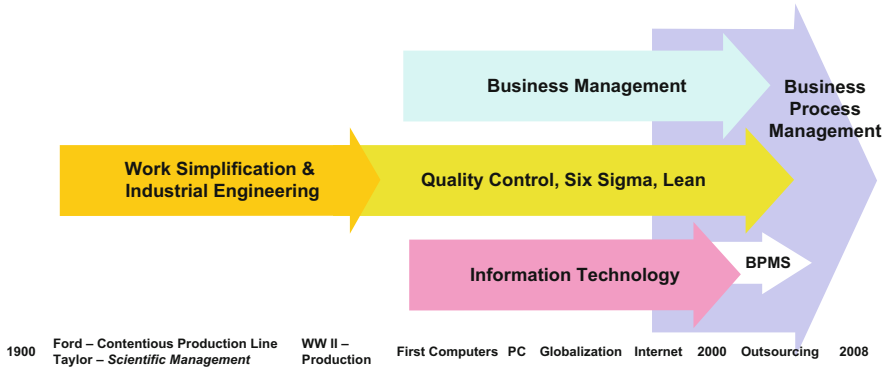 Business Management
Business
Process
Management
Work Simplification &
Industrial Engineering
Quality Control, Six Sigma, Lean
Information Technology
BPMS
1900 Ford – Contentious Production Line WW II – First Computers PC Globalization Internet 2000 Outsourcing 2008
Taylor – Scientific Management Production